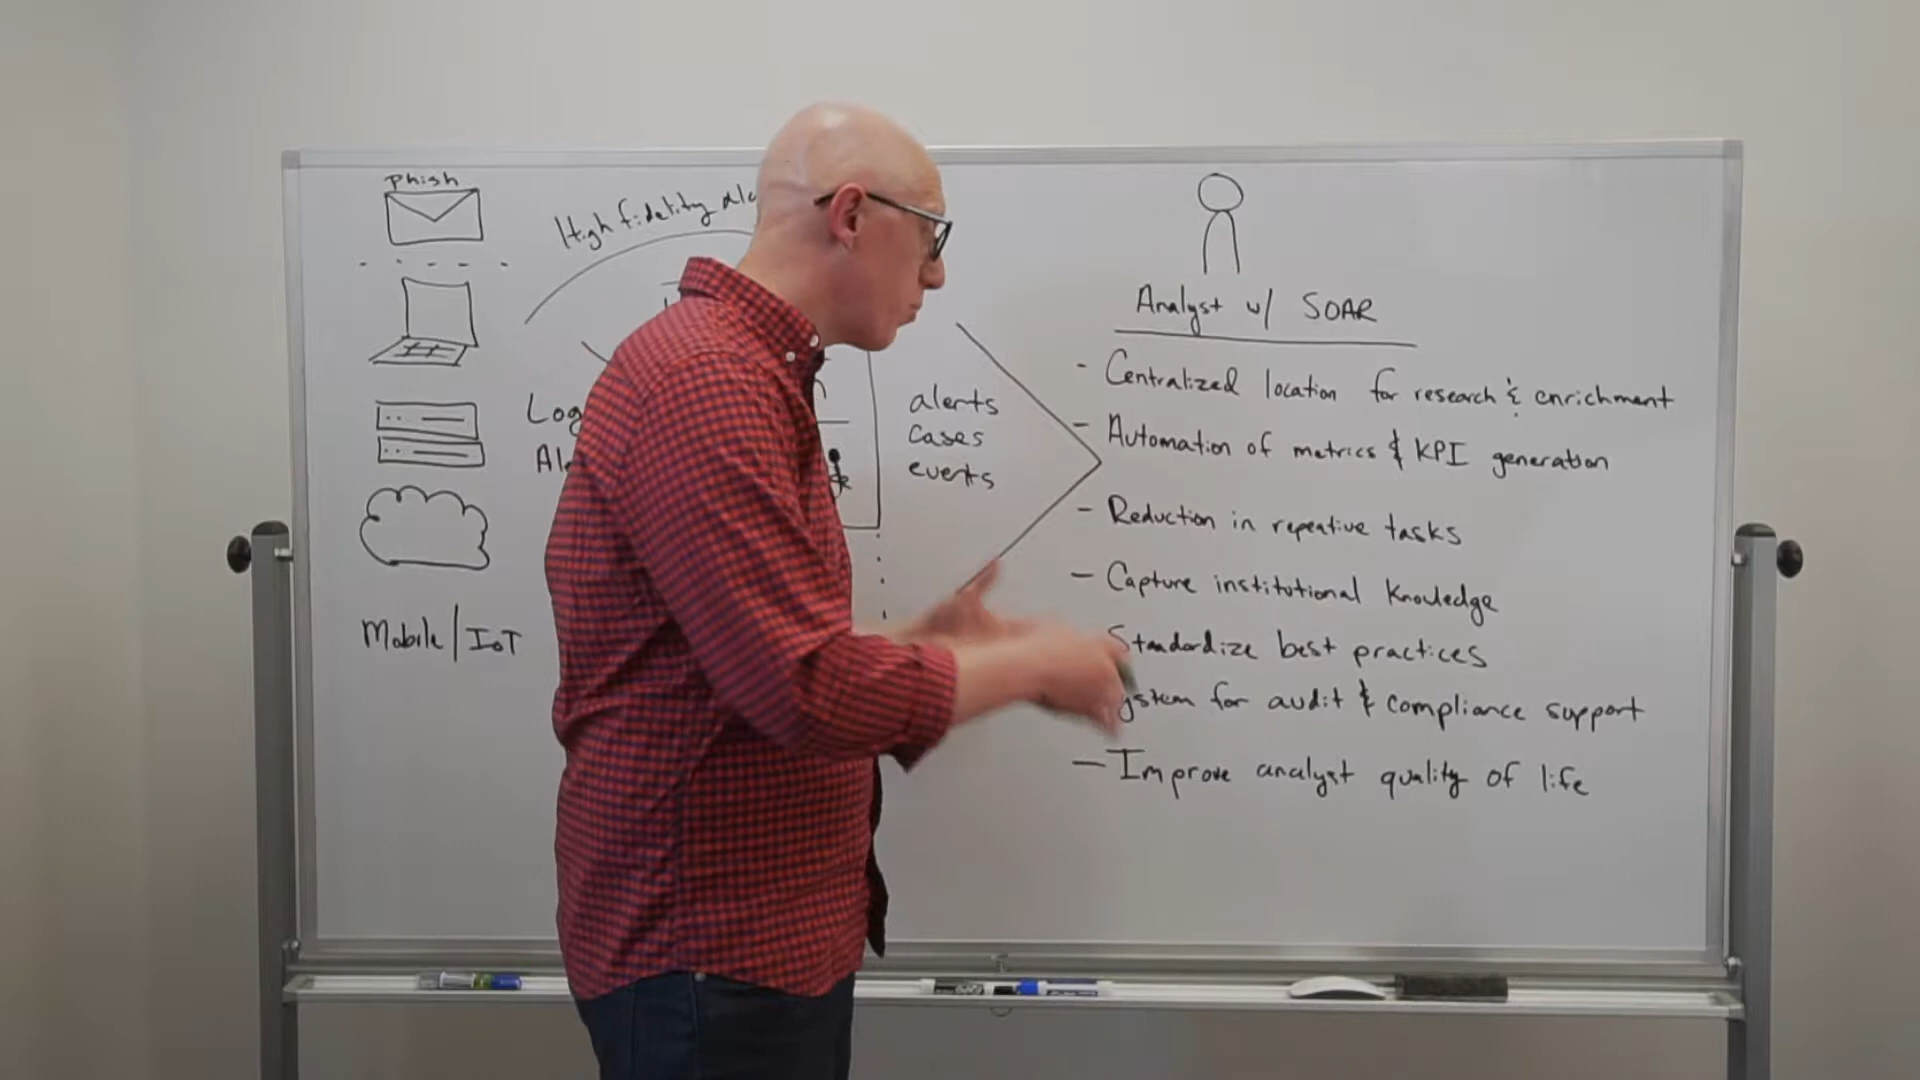 Phish
High fidelity
Mobile/IoT
alerts
cases
events
Analyst w/ SOAR
- Centralized location for research & enrichment
- Automation of metrics & KPI generation
- Reduction in repeative tasks
- Capture institutional knowledge
Standardize best practices
for audit & compliance support
- Improve analyst quality of life